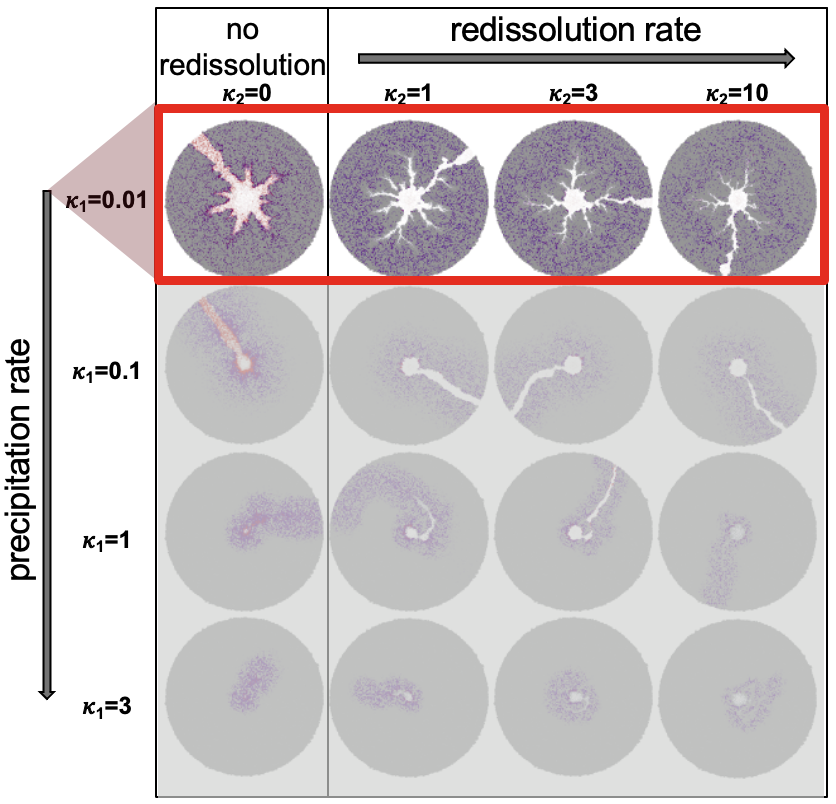 no
redissolution
redissolution rate
κ₂=0
κ₂=1
κ₂=3
κ₂=10
κ₁=0.01
κ₁=0.1
κ₁=1
κ₁=3
precipitation rate